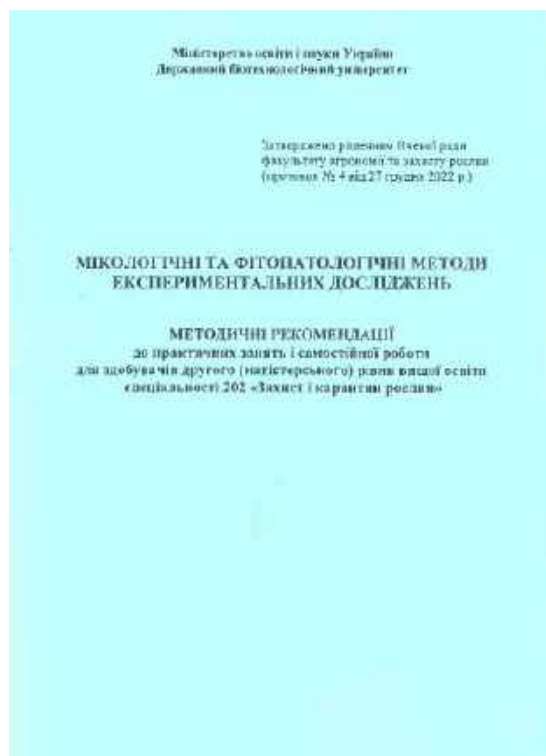 Міністерство освіти і науки України
Державний біотехнологічний університет
Затверджено рішенням Вченої ради
факультету агрономії та захисту рослин
(протокол № 4 від 27 грудня 2022 р.)
МІКОЛОГІЧНІ ТА ФІТОПАТОЛОГІЧНІ МЕТОДИ
ЕКСПЕРИМЕНТАЛЬНИХ ДОСЛІДЖЕНЬ
МЕТОДИЧНІ РЕКОМЕНДАЦІЇ
до практичних занять і самостійної роботи
для здобувачів другого (магістерського) рівня вищої освіти
спеціальності 202 «Захист і карантин рослин»